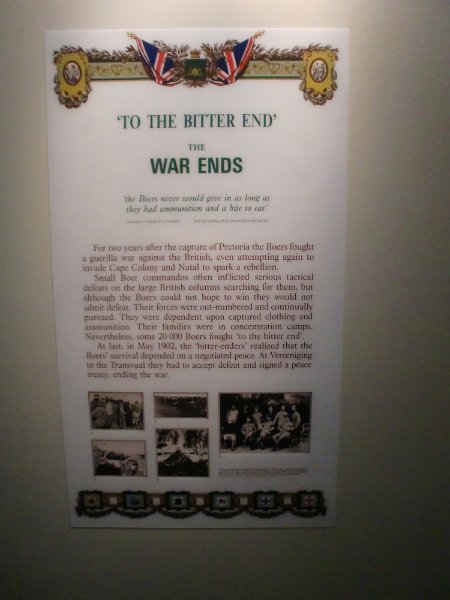 'TO THE BITTER END'
THE
WAR ENDS
'the Boers never would give in as long as
they had ammunition and a bite to eat'
For two years after the capture of Pretoria the Boers fought
a guerilla war against the British, even attempting again to
invade Cape Colony and Natal to spark a rebellion.
Small Boer commandos often inflicted serious tactical
defeats on the large British columns searching for them, but
although the Boers could not hope to win they would not
admit defeat. Their forces were out-numbered and continually
pursued. They were dependent upon captured clothing and
ammunition. Their families were in concentration camps.
Nevertheless, some 20 000 Boers fought 'to the bitter end'.
At last, in May 1902, the 'bitter-enders' realized that the
Boers' survival depended on a negotiated peace. At Vereeniging
in the Transvaal they had to accept defeat and signed a peace
treaty, ending the war.